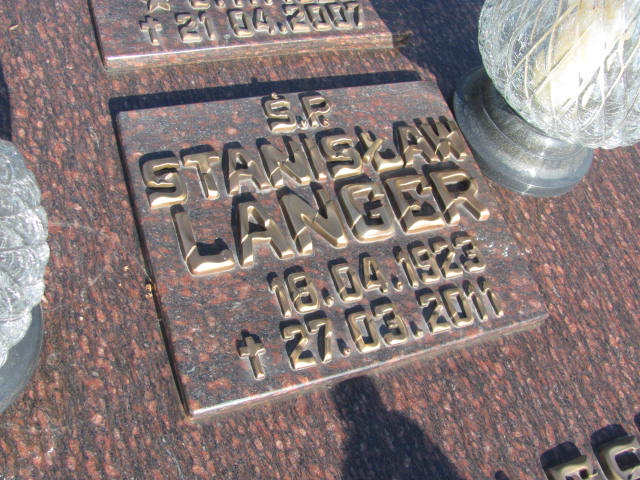 21.04.2007
Ś.P.
STANISŁAW
LANGER
18.04.1923
27.03.2011